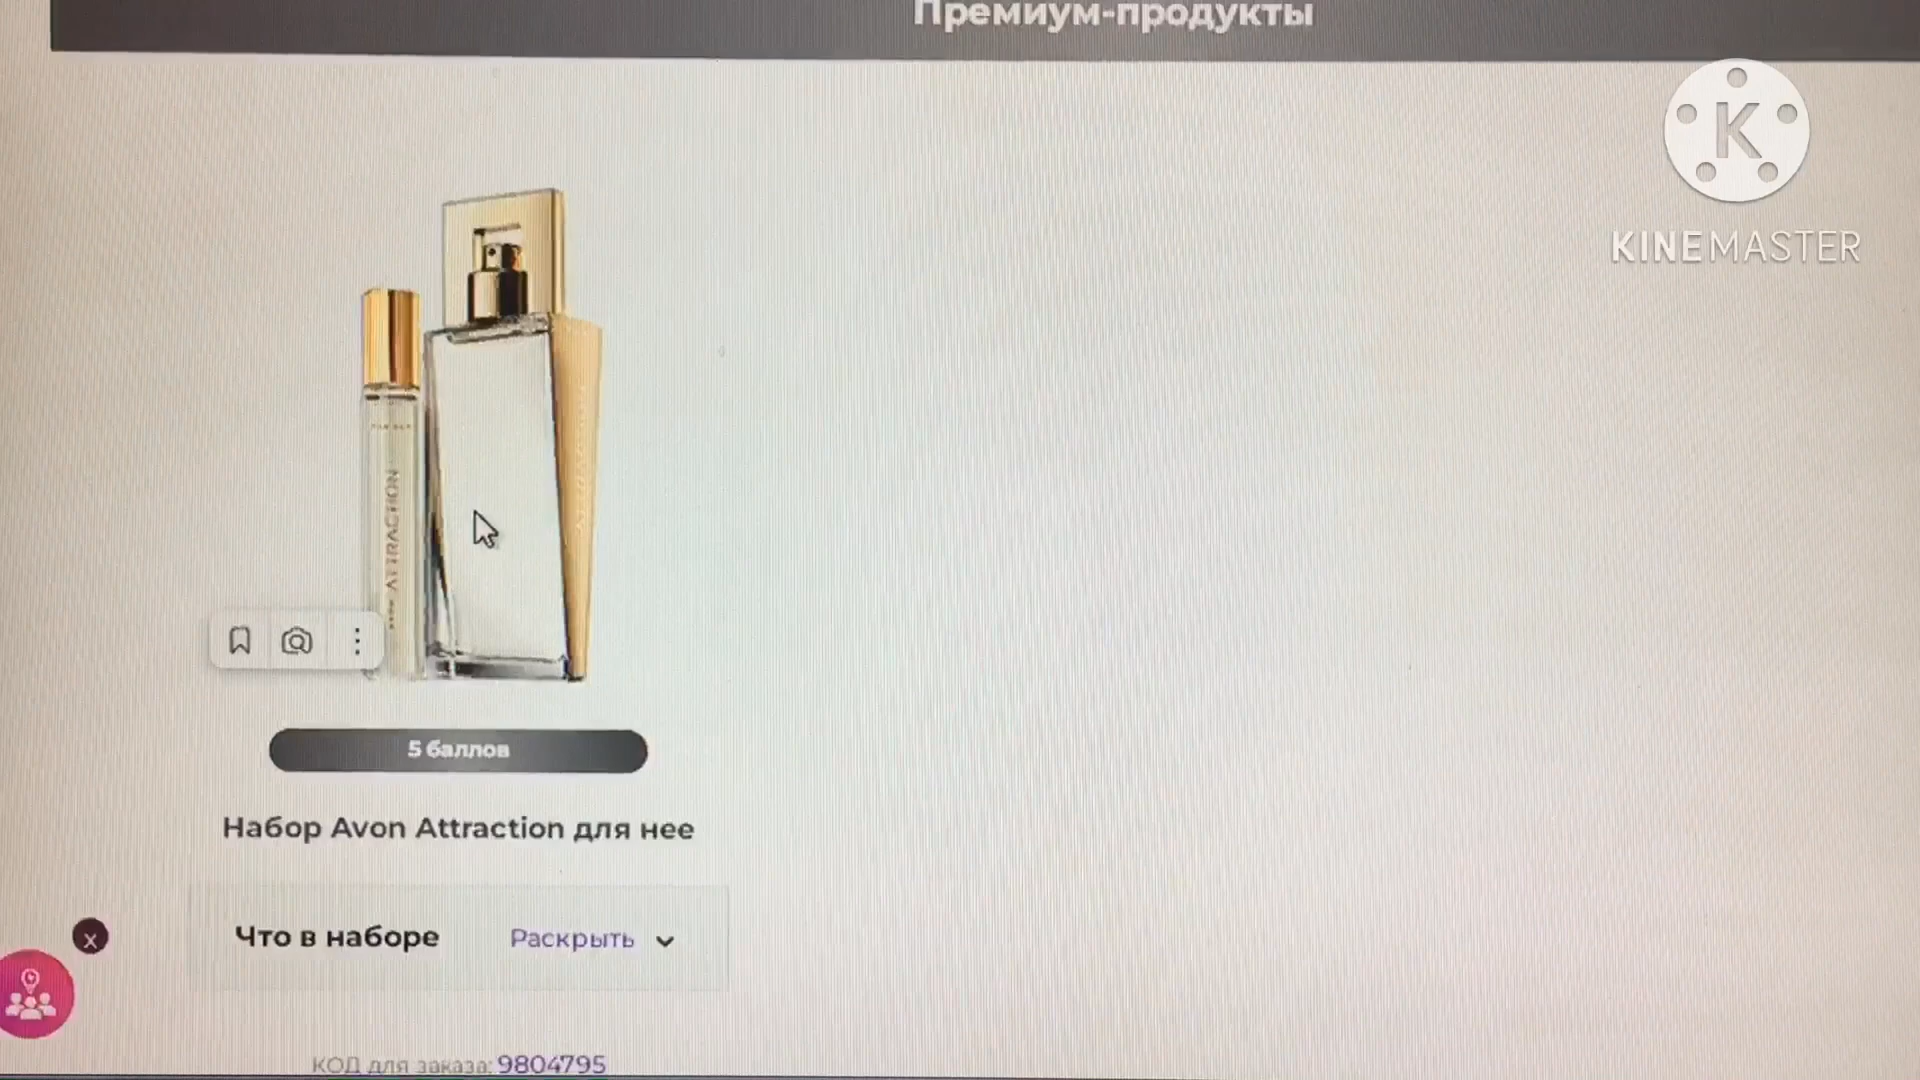 Премиум-продукты
K
KINEMASTER
ATTRACTION
5 баллов
Набор Avon Attraction для нее
Что в наборе Раскрыть
x
КОД для заказа: 9804795